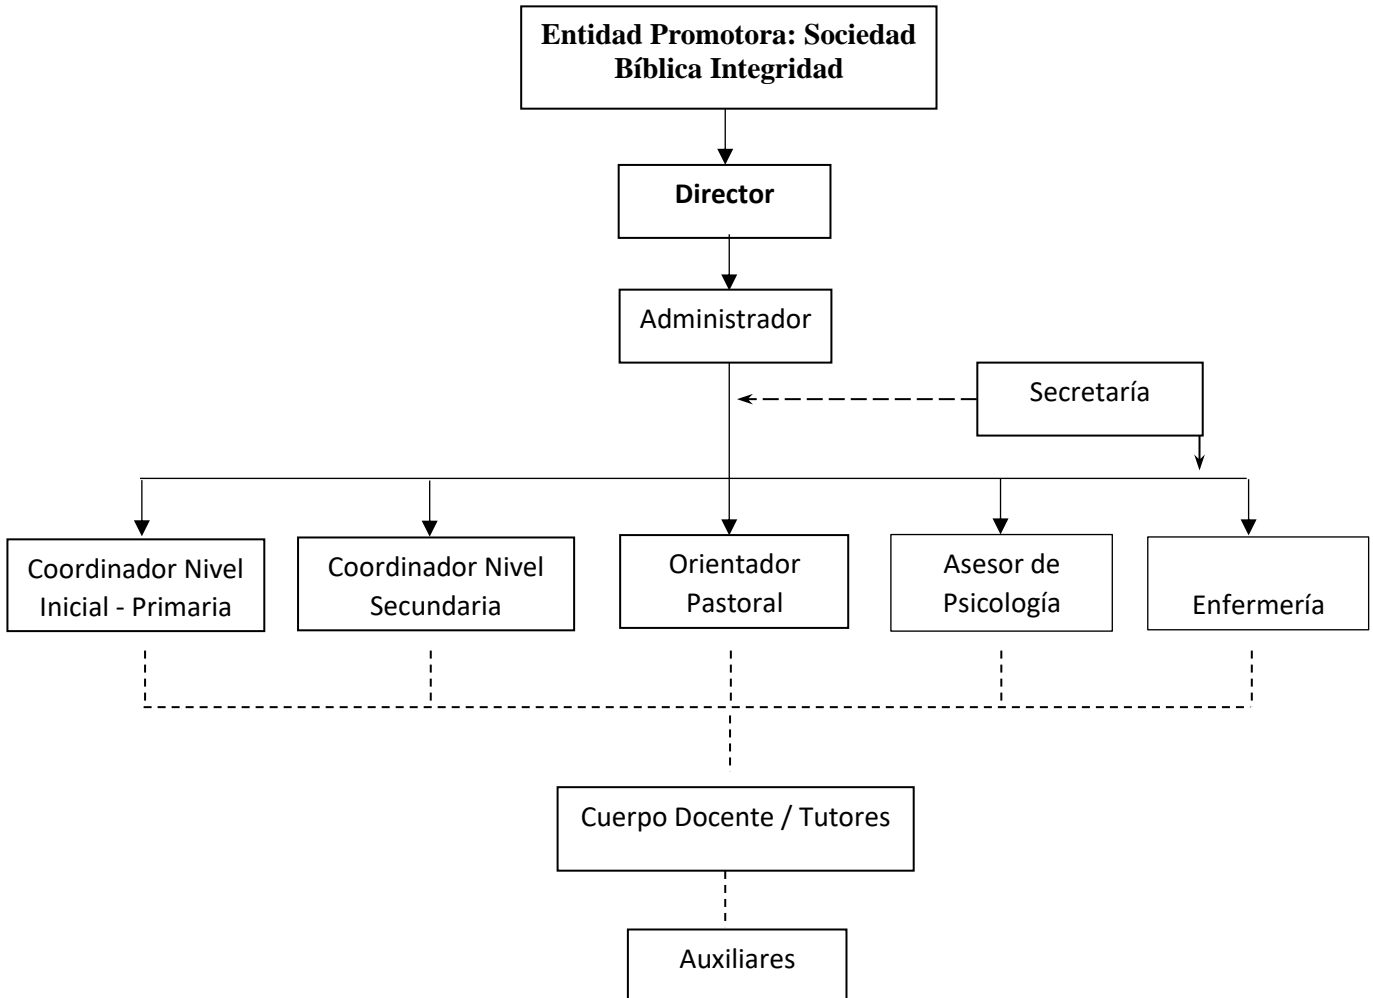 Entidad Promotora: Sociedad
Bíblica Integridad
Director
Administrador
Secretaría
Coordinador Nivel
Inicial - Primaria
Coordinador Nivel
Secundaria
Orientador
Pastoral
Asesor de
Psicología
Enfermería
Cuerpo Docente / Tutores
Auxiliares